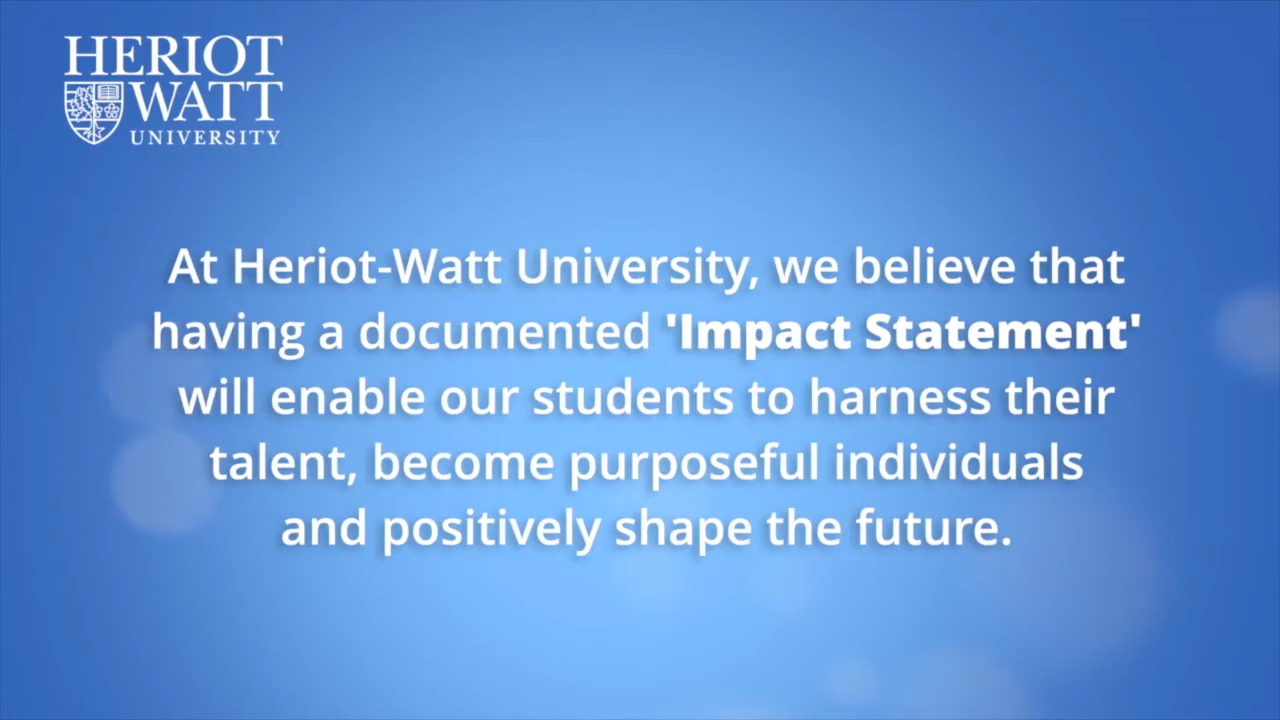 HERIOT
WATT
UNIVERSITY
At Heriot-Watt University, we believe that
having a documented 'Impact Statement'
will enable our students to harness their
talent, become purposeful individuals
and positively shape the future.